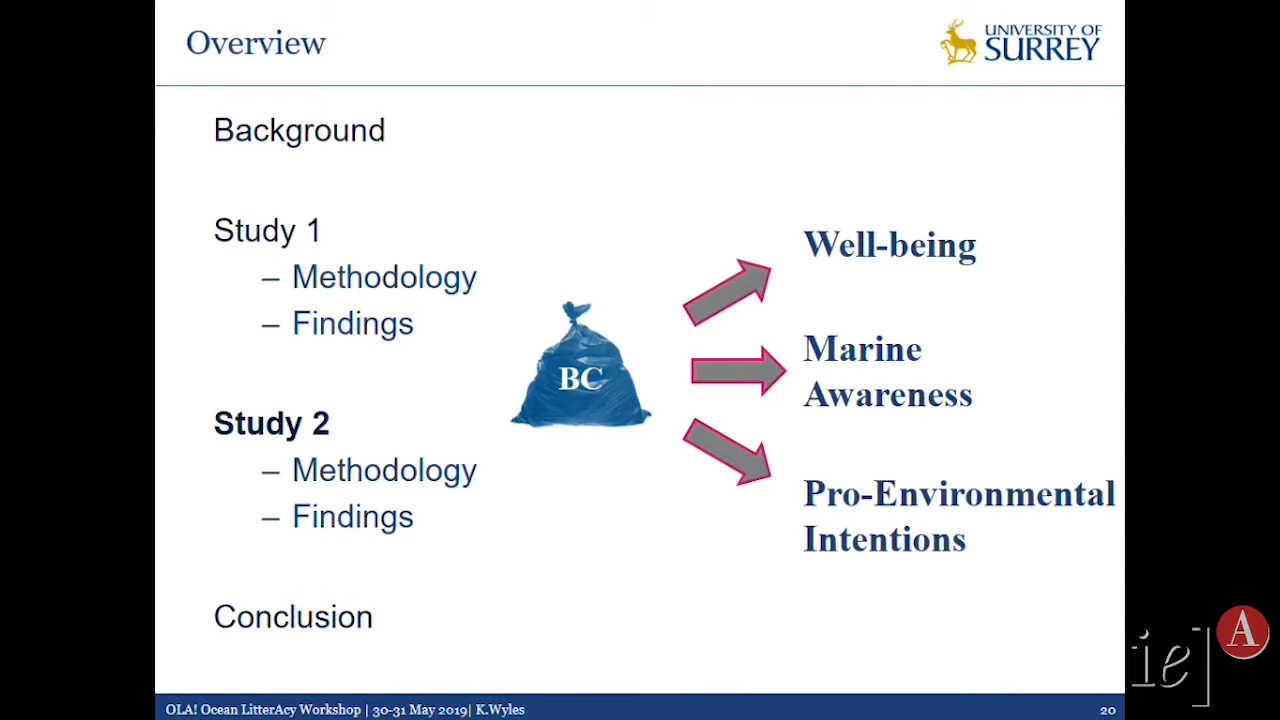 Overview
UNIVERSITY OF
SURREY
Background
Study 1
– Methodology
– Findings
Study 2
– Methodology
– Findings
Conclusion
BC
Well-being
Marine
Awareness
Pro-Environmental
Intentions
OLA! Ocean LitterAcy Workshop | 30-31 May 2019| K.Wyles
20
ie]
A